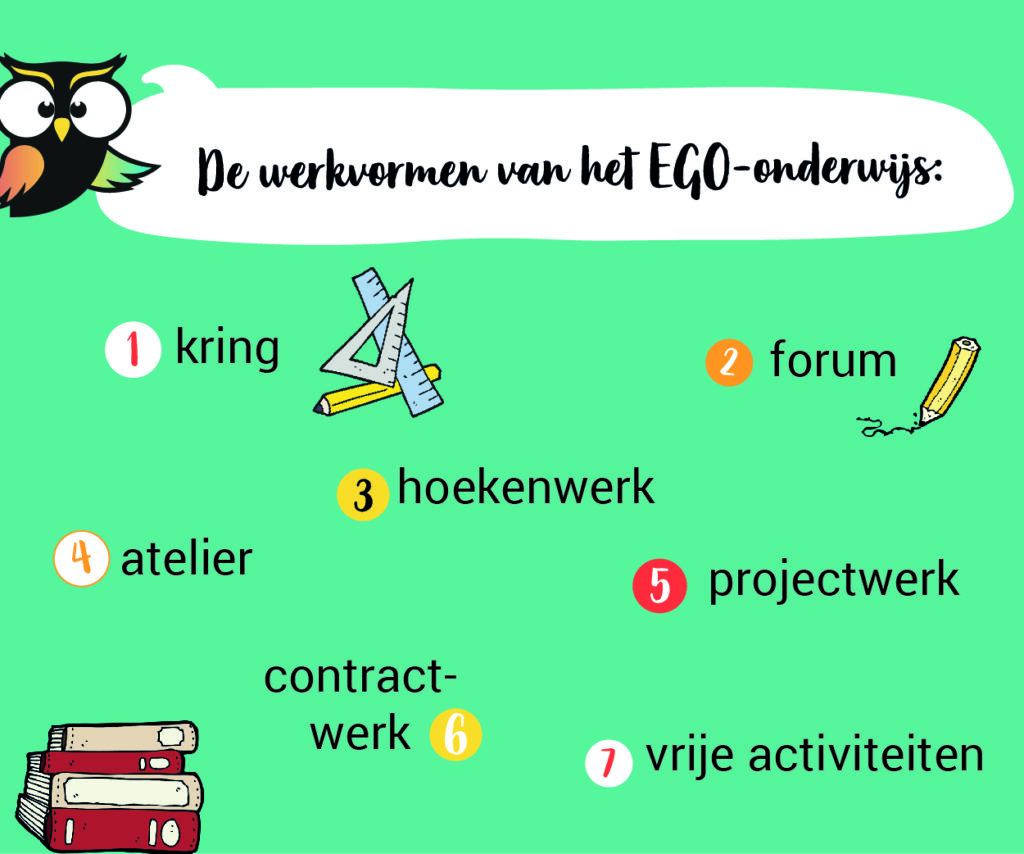 De werkvormen van het EGO-onderwijs:
1 kring
2 forum
3 hoekenwerk
4 atelier
5 projectwerk
contract-
werk 6
7 vrije activiteiten